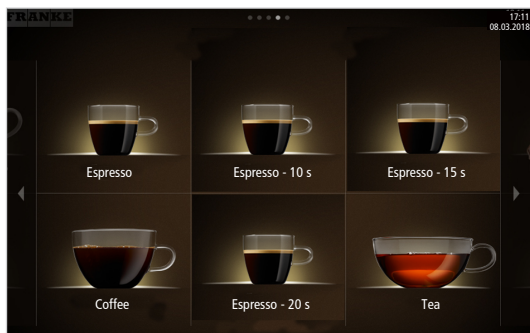 FRANKE
17:11
08.03.2018
Espresso
Espresso - 10 s
Espresso - 15 s
Coffee
Espresso - 20 s
Tea